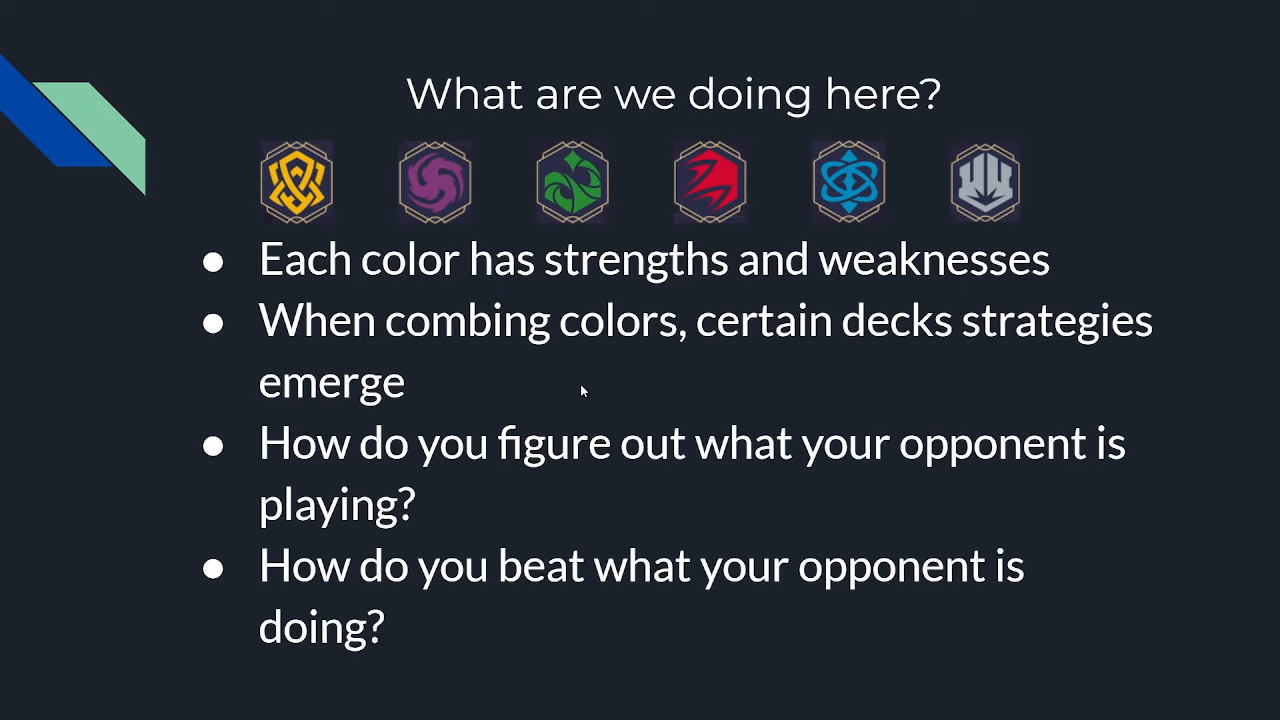 What are we doing here?
● Each color has strengths and weaknesses
● When combing colors, certain decks strategies
emerge
● How do you figure out what your opponent is
playing?
● How do you beat what your opponent is
doing?